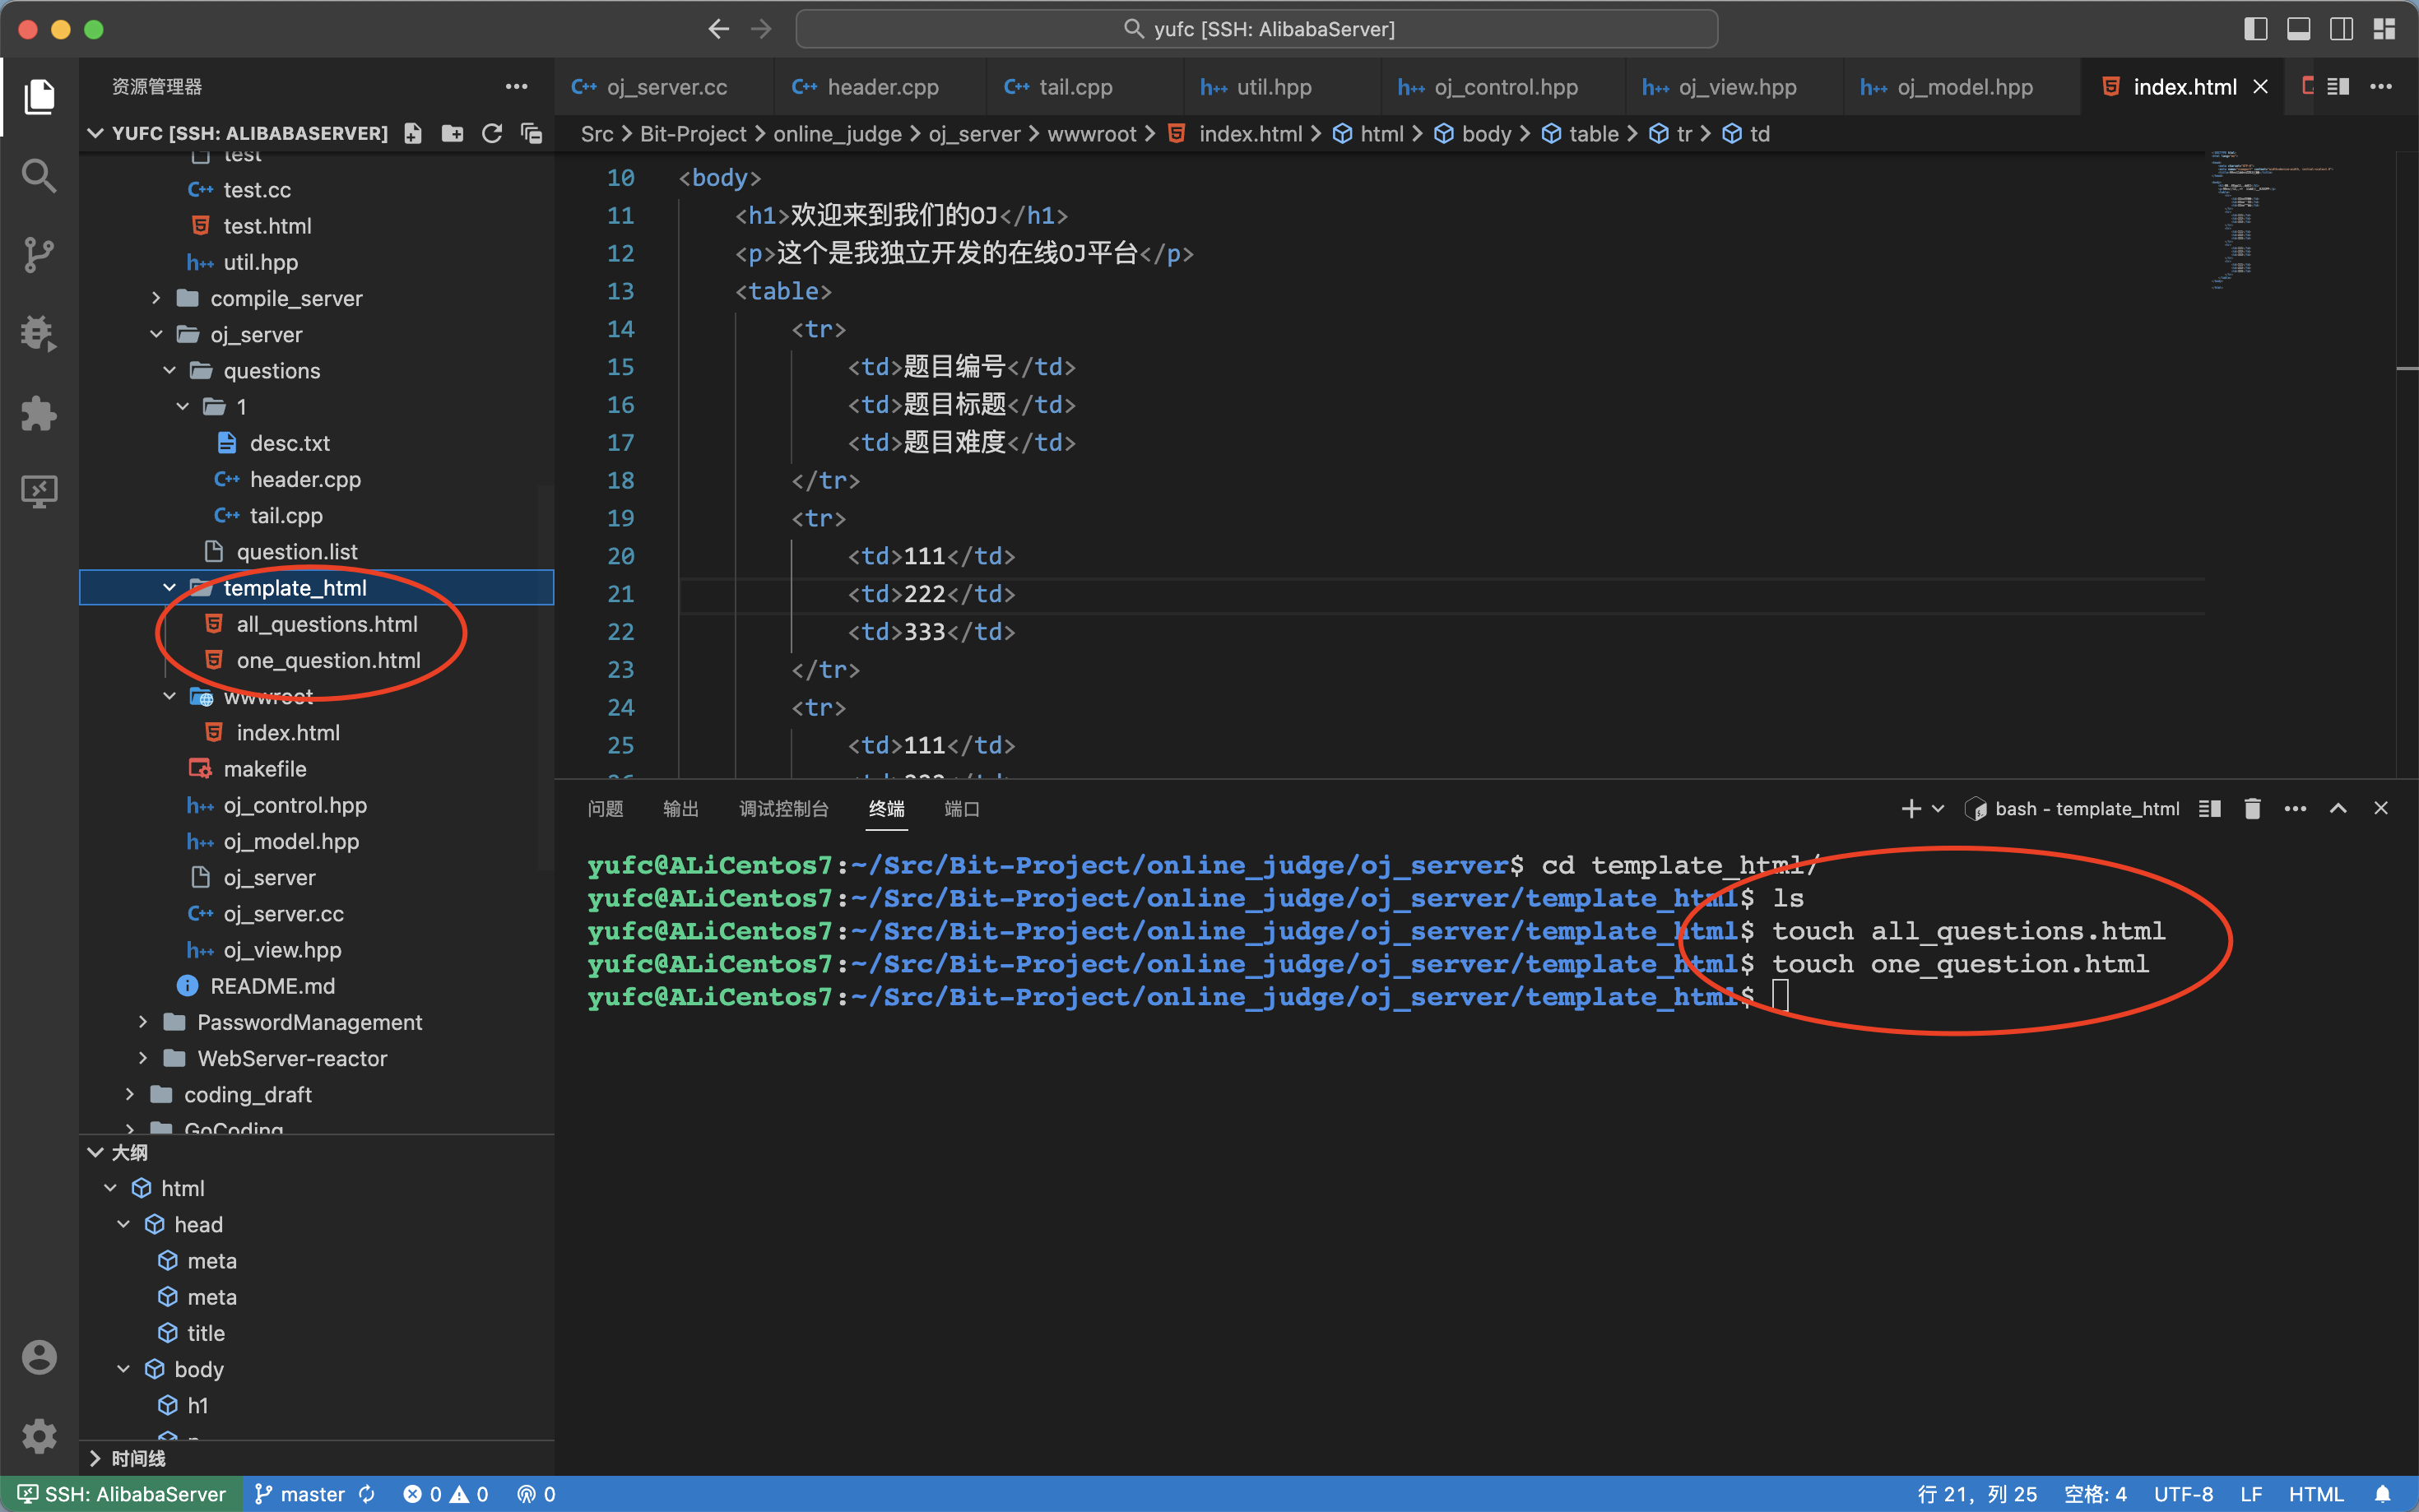 yufc [SSH: AlibabaServer]
资源管理器
YUFC [SSH: ALIBABASERVER]
test
test.cc
test.html
util.hpp
compile_server
oj_server
questions
1
desc.txt
header.cpp
tail.cpp
question.list
template_html
all_questions.html
one_question.html
wwwroot
index.html
makefile
oj_control.hpp
oj_model.hpp
oj_server
oj_server.cc
oj_view.hpp
README.md
PasswordManagement
WebServer-reactor
coding_draft
GoCoding
大纲
html
head
meta
meta
title
body
h1
时间线
oj_server.cc header.cpp tail.cpp util.hpp oj_control.hpp oj_view.hpp oj_model.hpp index.html
Src > Bit-Project > online_judge > oj_server > wwwroot > index.html > html > body > table > tr > td
10 <body>
11 <h1>欢迎来到我们的OJ</h1>
12 <p>这个是我独立开发的在线OJ平台</p>
13 <table>
14 <tr>
15 <td>题目编号</td>
16 <td>题目标题</td>
17 <td>题目难度</td>
18 </tr>
19 <tr>
20 <td>111</td>
21 <td>222</td>
22 <td>333</td>
23 </tr>
24 <tr>
25 <td>111</td>
问题 输出 调试控制台 终端 端口
bash - template_html
yufc@ALiCentos7:~/Src/Bit-Project/online_judge/oj_server$ cd template_html/
yufc@ALiCentos7:~/Src/Bit-Project/online_judge/oj_server/template_html$ ls
yufc@ALiCentos7:~/Src/Bit-Project/online_judge/oj_server/template_html$ touch all_questions.html
yufc@ALiCentos7:~/Src/Bit-Project/online_judge/oj_server/template_html$ touch one_question.html
yufc@ALiCentos7:~/Src/Bit-Project/online_judge/oj_server/template_html$
SSH: AlibabaServer master 0 0 0 行 21，列 25 空格: 4 UTF-8 LF HTML